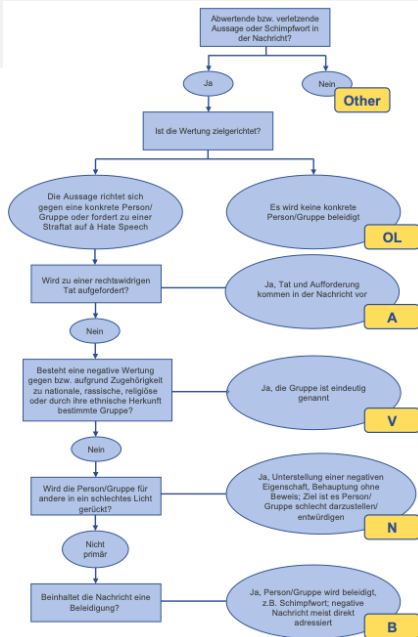 Abwertende bzw. verletzende
Aussage oder Schimpfwort in
der Nachricht?
Ja
Nein
Other
Ist die Wertung zielgerichtet?
Die Aussage richtet sich
gegen eine konkrete Person/
Gruppe oder fordert zu einer
Straftat auf à Hate Speech
Es wird keine konkrete
Person/Gruppe beleidigt
OL
Wird zu einer rechtswidrigen
Tat aufgefordert?
Ja, Tat und Aufforderung
kommen in der Nachricht vor
A
Nein
Besteht eine negative Wertung
gegen bzw. aufgrund Zugehörigkeit
zu nationale, rassische, religiöse
oder durch ihre ethnische Herkunft
bestimmte Gruppe?
Ja, die Gruppe ist eindeutig
genannt
V
Nein
Wird die Person/Gruppe für
andere in ein schlechtes Licht
gerückt?
Ja, Unterstellung einer negativen
Eigenschaft, Behauptung ohne
Beweis; Ziel ist es Person/
Gruppe schlecht darzustellen/
entwürdigen
N
Nicht
primär
Beinhaltet die Nachricht eine
Beleidigung?
Ja, Person/Gruppe wird beleidigt,
z.B. Schimpfwort; negative
Nachricht meist direkt
adressiert
B